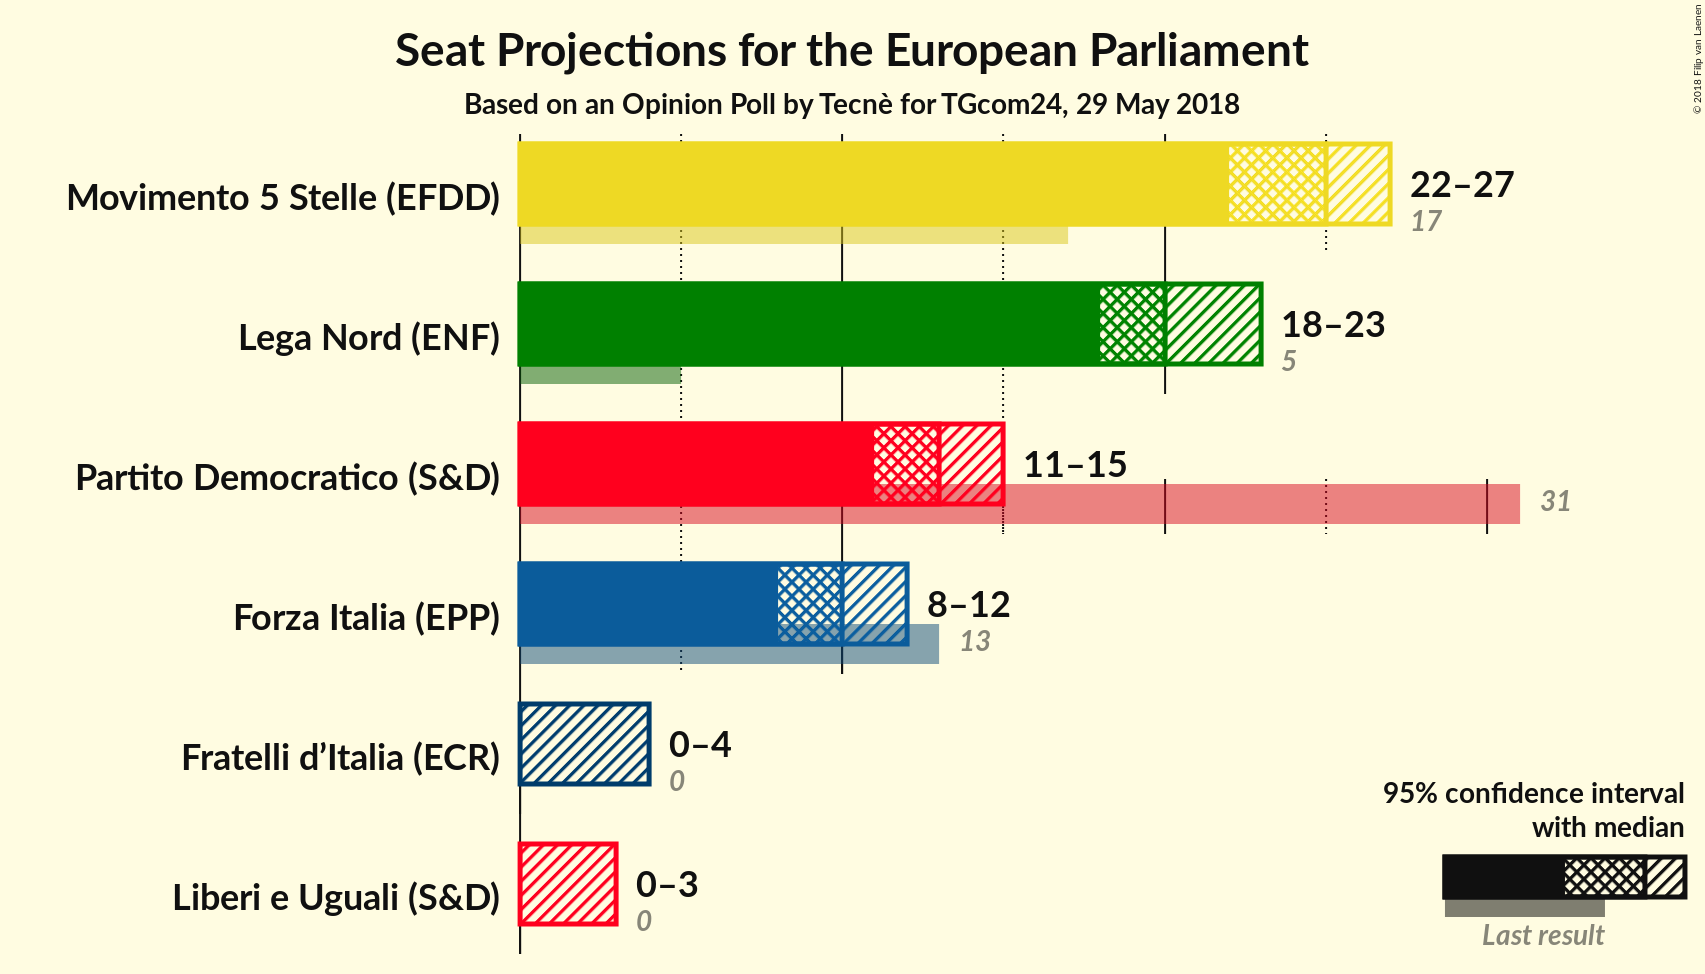 Seat Projections for the European Parliament
Based on an Opinion Poll by Tecnè for TGcom24, 29 May 2018
© 2018 Filip van Laenen
Movimento 5 Stelle (EFDD)
22–27
17
Lega Nord (ENF)
18–23
5
Partito Democratico (S&D)
11–15
31
Forza Italia (EPP)
8–12
13
Fratelli d’Italia (ECR)
0–4
0
Liberi e Uguali (S&D)
0–3
0
95% confidence interval
with median
Last result